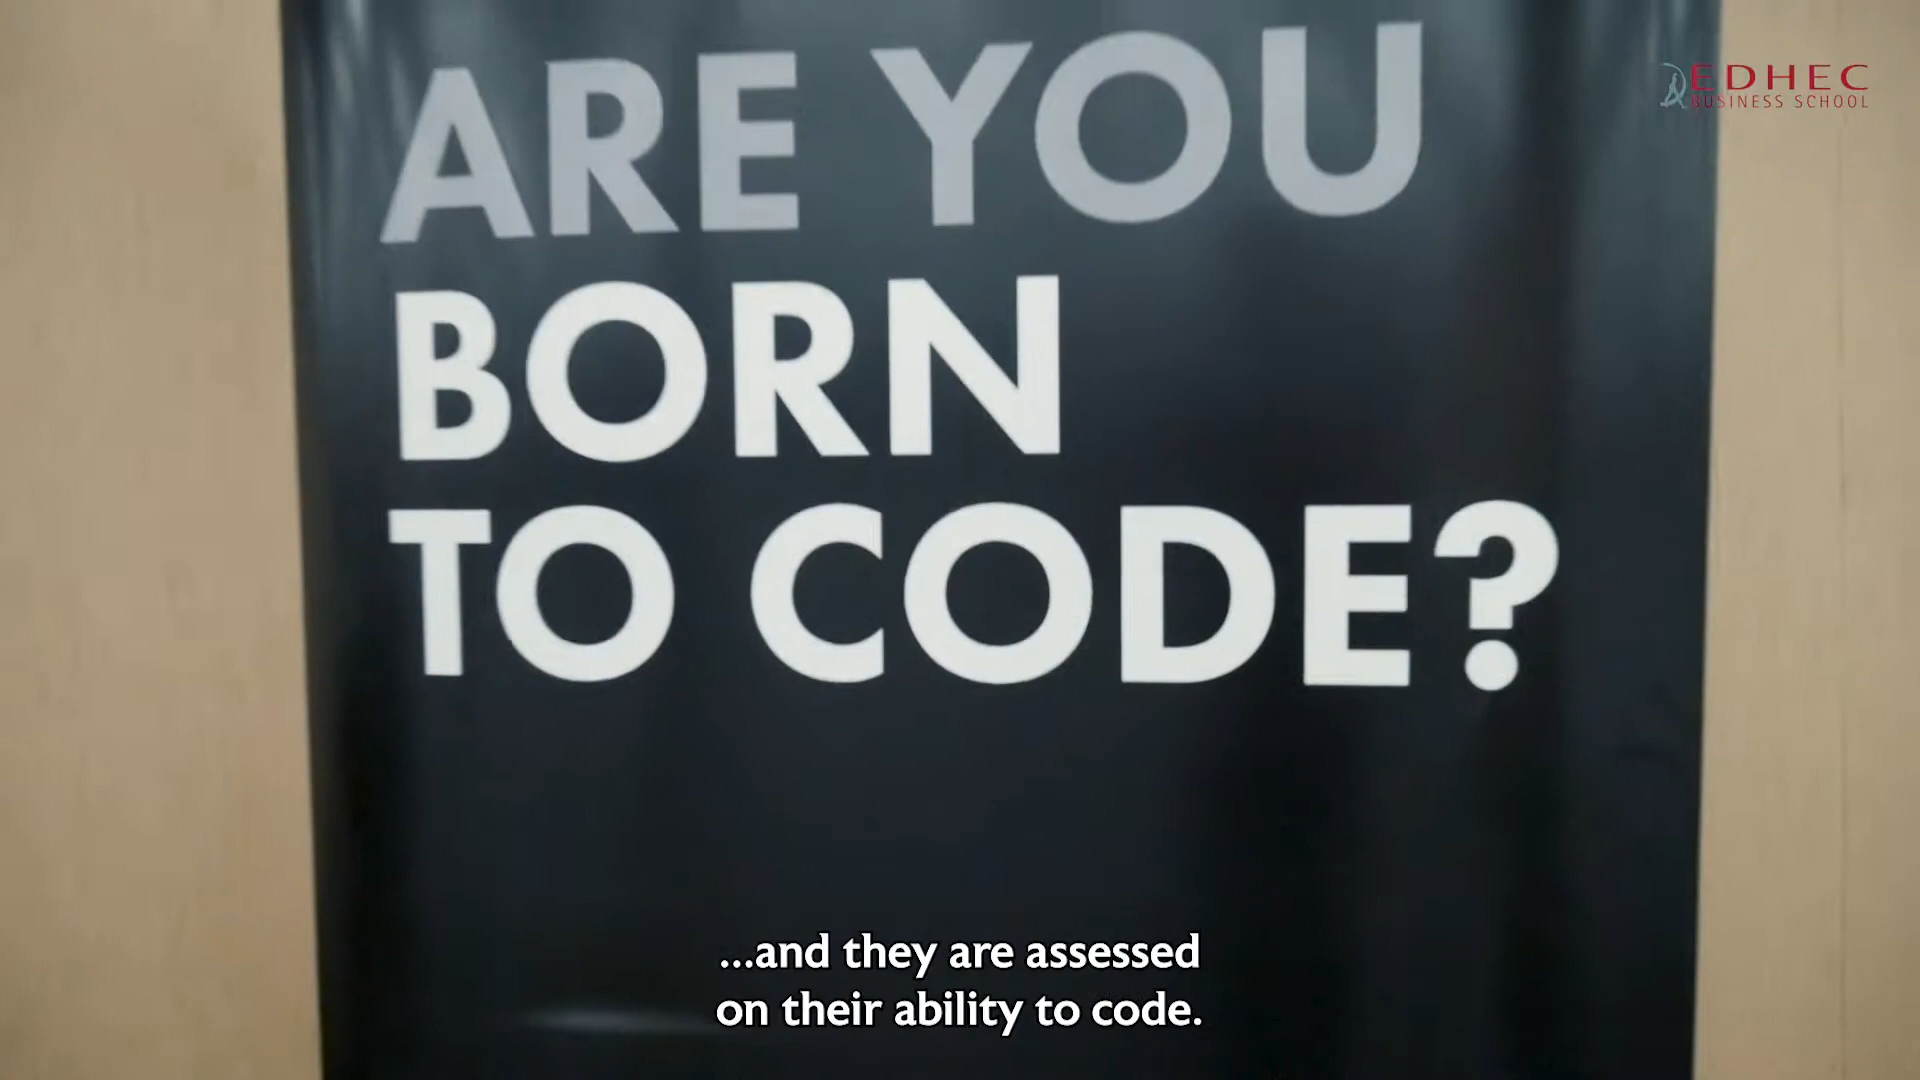 ARE YOU
BORN
TO CODE?
EDHEC
BUSINESS SCHOOL
...and they are assessed
on their ability to code.